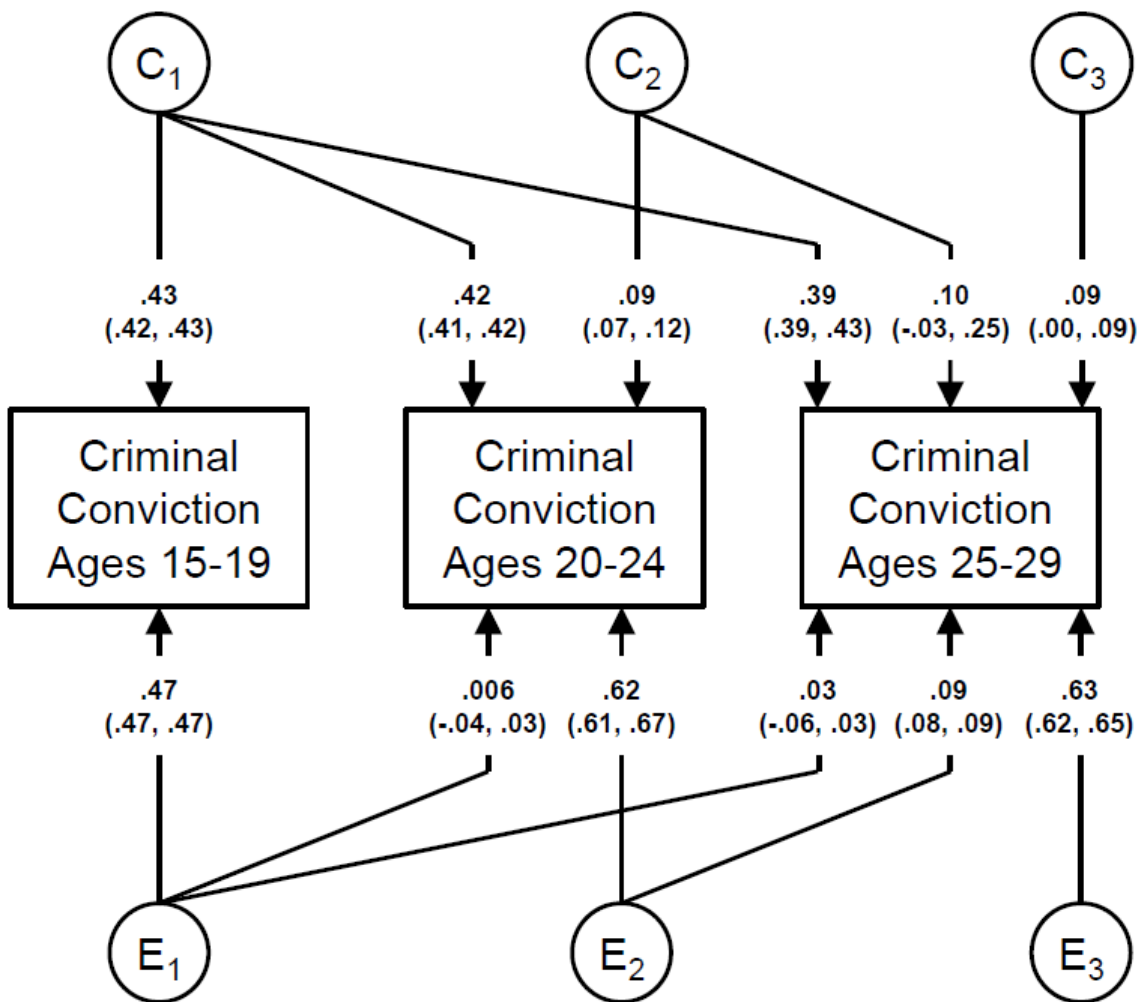 C₁ C₂ C₃
.43 .42 .09 .39 .10 .09
(.42, .43) (.41, .42) (.07, .12) (.39, .43) (-.03, .25) (.00, .09)
Criminal Criminal Criminal
Conviction Conviction Conviction
Ages 15-19 Ages 20-24 Ages 25-29
.47 .006 .62 .03 .09 .63
(.47, .47) (-.04, .03) (.61, .67) (-.06, .03) (.08, .09) (.62, .65)
E₁ E₂ E₃